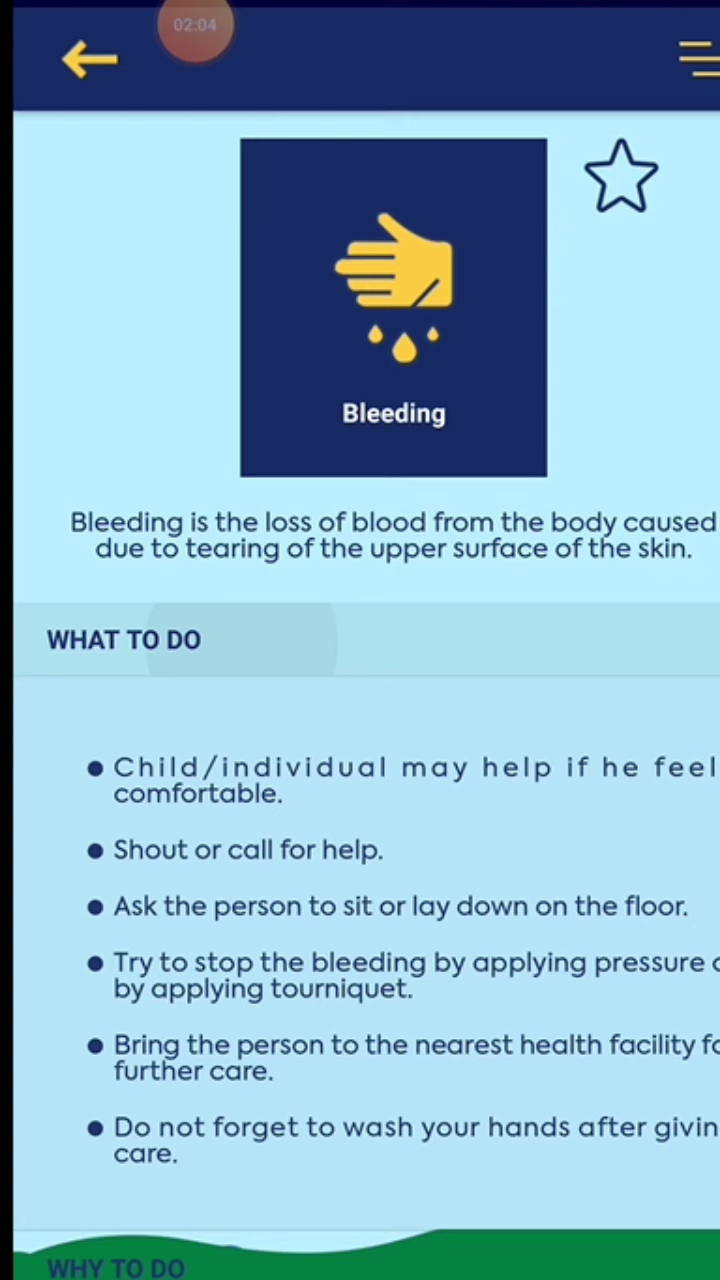 02:04
Bleeding
Bleeding is the loss of blood from the body caused
due to tearing of the upper surface of the skin.
WHAT TO DO
Child/individual may help if he feel
comfortable.
Shout or call for help.
Ask the person to sit or lay down on the floor.
Try to stop the bleeding by applying pressure
by applying tourniquet.
Bring the person to the nearest health facility
further care.
Do not forget to wash your hands after
care.
WHY TO DO